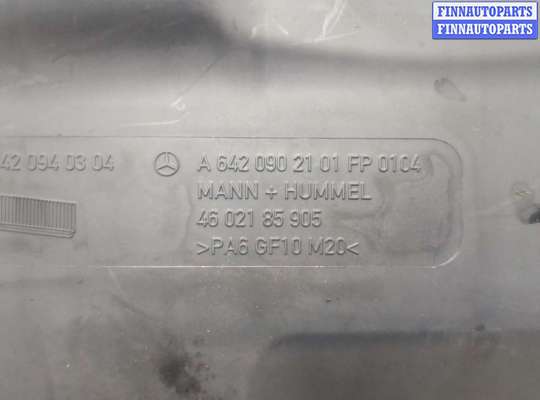 FINNAUTOPARTS
FINNAUTOPARTS
42 094 03 04
A 642 090 21 01 FP 0104
MANN + HUMMEL
46 021 85 905
>PA6 GF10 M20<